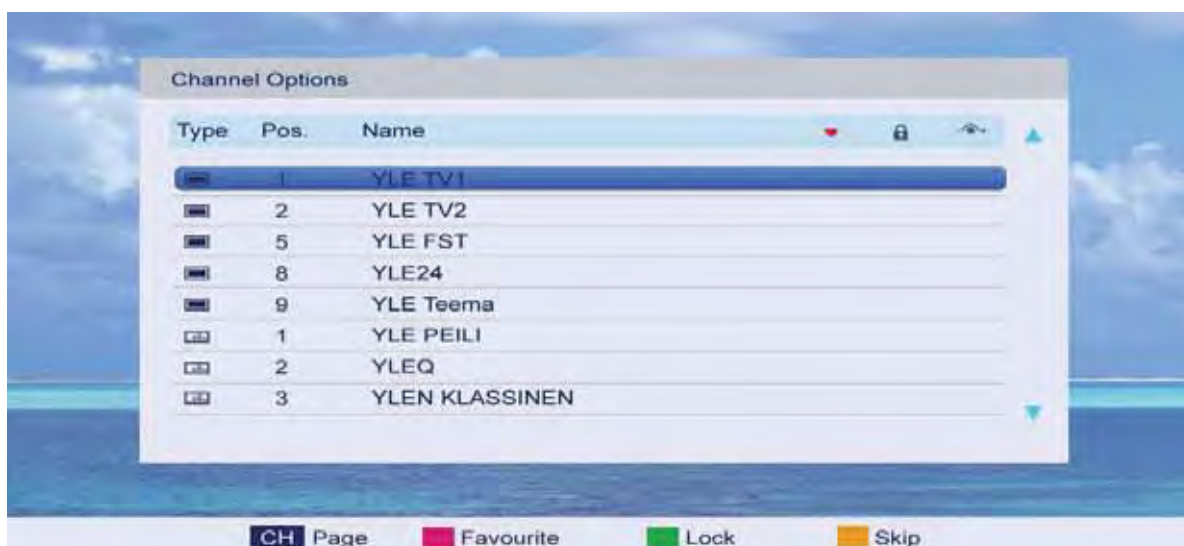 Channel Options
Type Pos. Name
1 YLE TV1
2 YLE TV2
5 YLE FST
8 YLE24
9 YLE Teema
1 YLE PEILI
2 YLEQ
3 YLEN KLASSINEN
CH Page Favourite Lock Skip